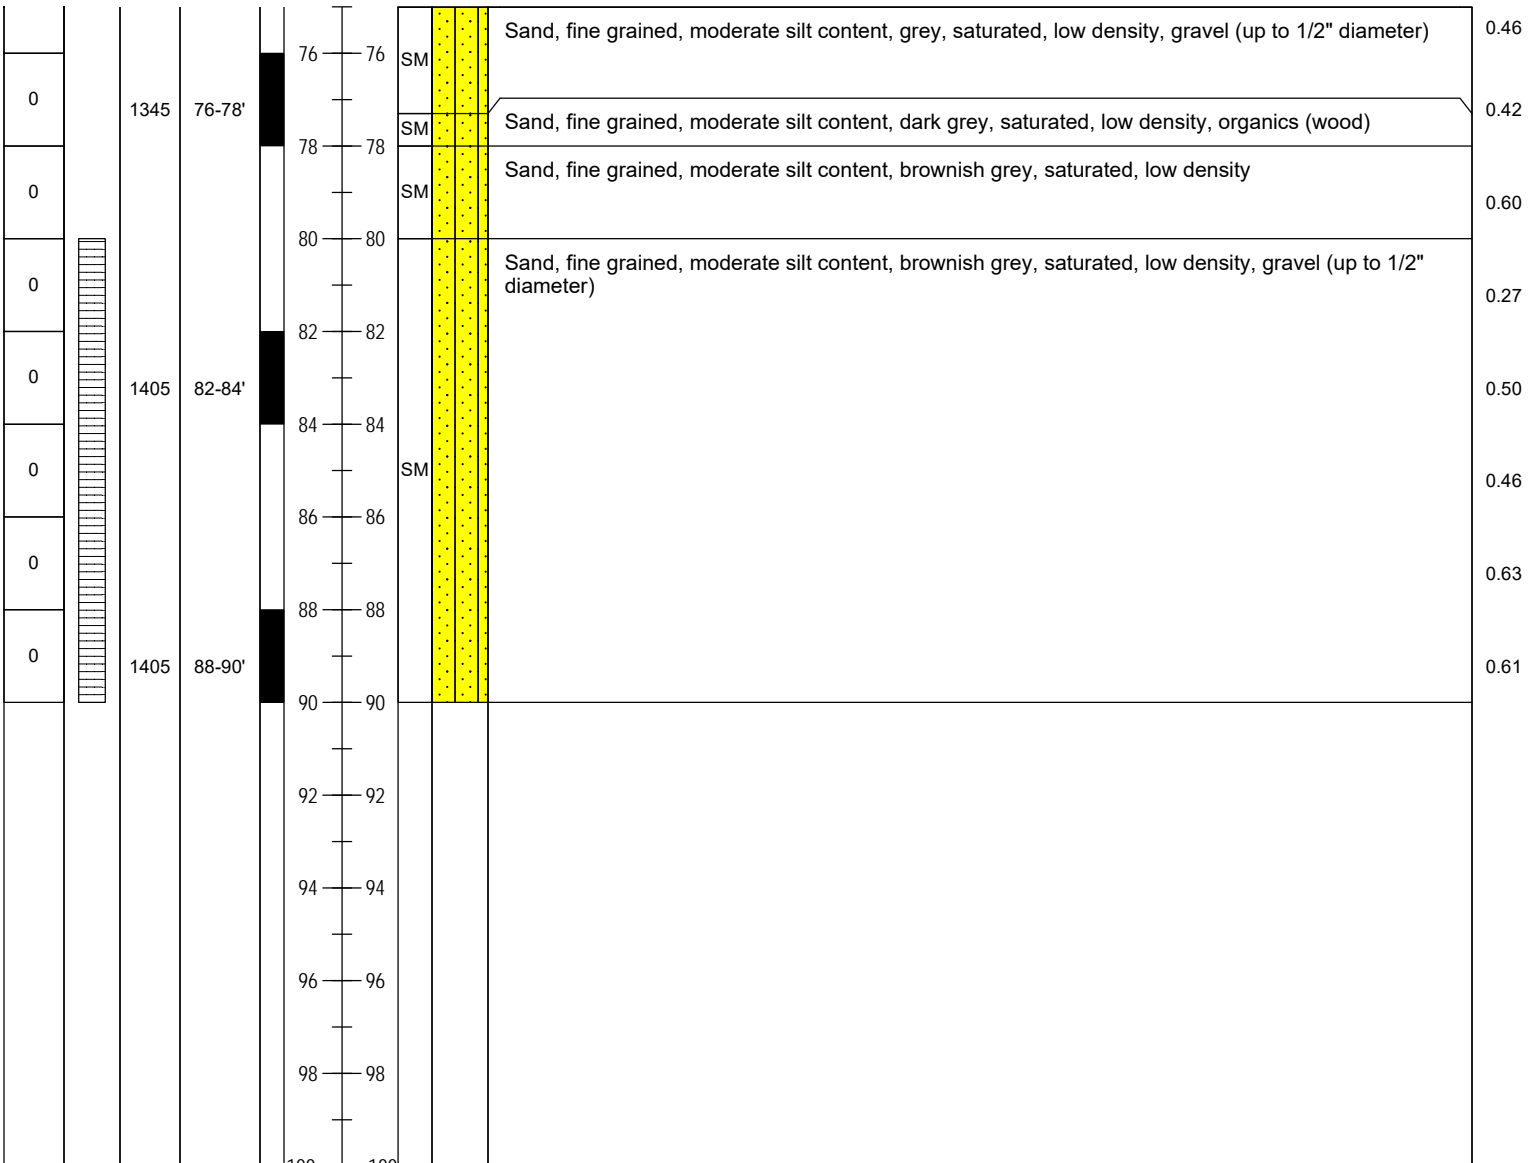 Sand, fine grained, moderate silt content, grey, saturated, low density, gravel (up to 1/2" diameter) 0.46
76 76 SM
0 1345 76-78' 0.42
SM Sand, fine grained, moderate silt content, dark grey, saturated, low density, organics (wood)
78 78
Sand, fine grained, moderate silt content, brownish grey, saturated, low density
0 SM 0.60
80 80
Sand, fine grained, moderate silt content, brownish grey, saturated, low density, gravel (up to 1/2"
diameter)
0 0.27
82 82
0 1405 82-84' 0.50
84 84
0 SM 0.46
86 86
0 0.63
88 88
0 1405 88-90' 0.61
90 90
92 92
94 94
96 96
98 98